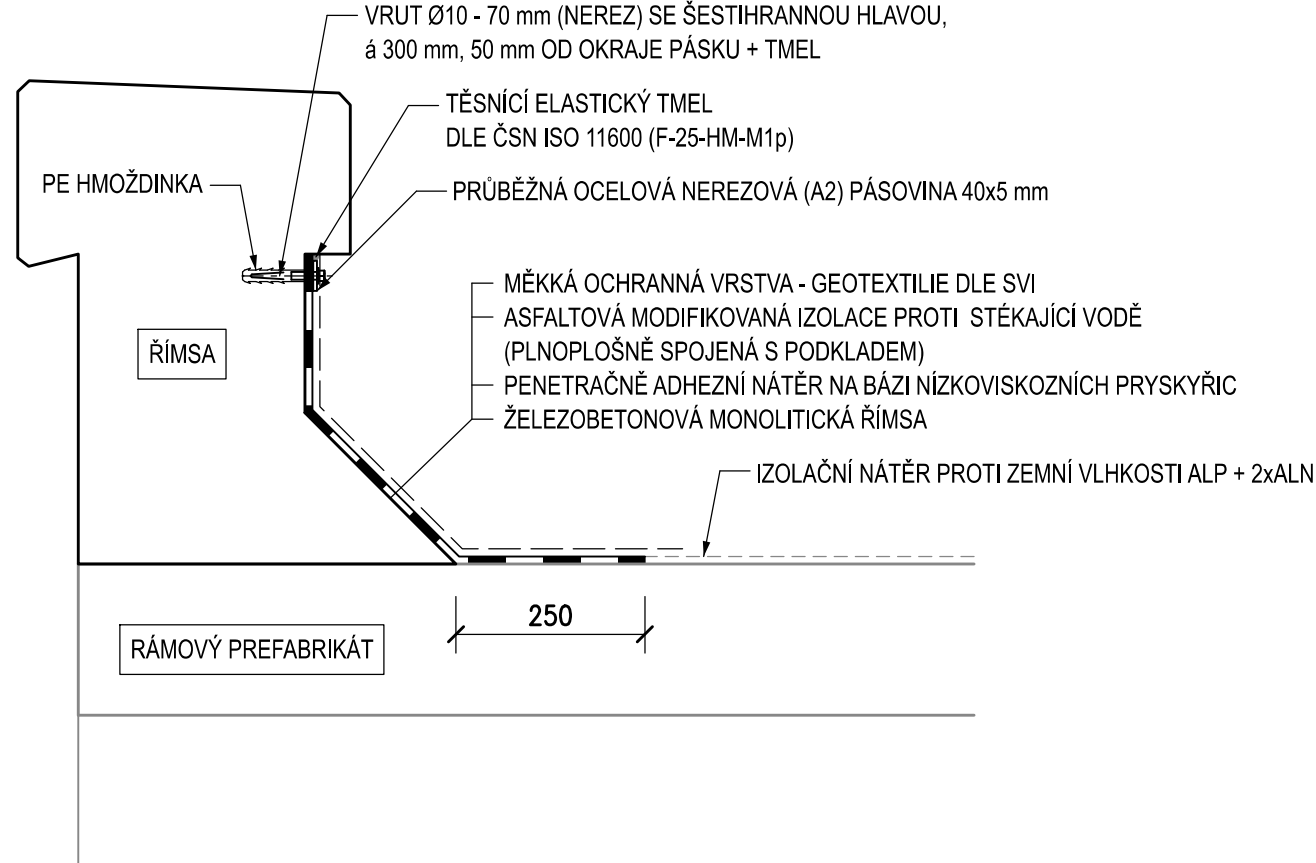 VRUT Ø10 - 70 mm (NEREZ) SE ŠESTIHRANNOU HLAVOU,
á 300 mm, 50 mm OD OKRAJE PÁSKU + TMEL
TĚSNÍCÍ ELASTICKÝ TMEL
DLE ČSN ISO 11600 (F-25-HM-M1p)
PE HMOŽDINKA
PRŮBĚŽNÁ OCELOVÁ NEREZOVÁ (A2) PÁSOVINA 40x5 mm
MĚKKÁ OCHRANNÁ VRSTVA - GEOTEXTILIE DLE SVI
ASFALTOVÁ MODIFIKOVANÁ IZOLACE PROTI STÉKAJÍCÍ VODĚ
(PLNOPLOŠNĚ SPOJENÁ S PODKLADEM)
PENETRAČNĚ ADHEZNÍ NÁTĚR NA BÁZI NÍZKOVISKOZNÍCH PRYSKYŘIC
ŽELEZOBETONOVÁ MONOLITICKÁ ŘÍMSA
ŘÍMSA
IZOLAČNÍ NÁTĚR PROTI ZEMNÍ VLHKOSTI ALP + 2xALN
250
RÁMOVÝ PREFABRIKÁT